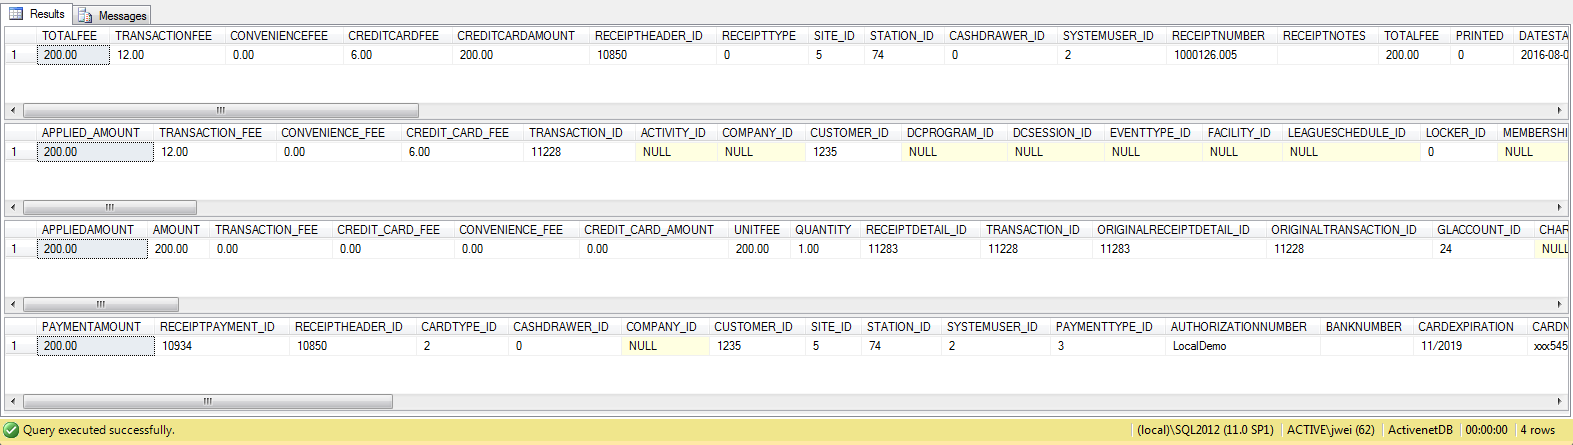 Results Messages
TOTALFEE TRANSACTIONFEE CONVENIENCEFEE CREDITCARDFEE CREDITCARDAMOUNT RECEIPTHEADER_ID RECEIPTTYPE SITE_ID STATION_ID CASHDRAWER_ID SYSTEMUSER_ID RECEIPTNUMBER RECEIPTNOTES TOTALFEE PRINTED DATESTA
1 200.00 12.00 0.00 6.00 200.00 10850 0 5 74 0 2 1000126.005 200.00 0 2016-08-0
APPLIED_AMOUNT TRANSACTION_FEE CONVENIENCE_FEE CREDIT_CARD_FEE TRANSACTION_ID ACTIVITY_ID COMPANY_ID CUSTOMER_ID DCPROGRAM_ID DCSESSION_ID EVENTTYPE_ID FACILITY_ID LEAGUESCHEDULE_ID LOCKER_ID MEMBERSHI
1 200.00 12.00 0.00 6.00 11228 NULL NULL 1235 NULL NULL NULL NULL NULL 0 NULL
APPLIEDAMOUNT AMOUNT TRANSACTION_FEE CREDIT_CARD_FEE CONVENIENCE_FEE CREDIT_CARD_AMOUNT UNITFEE QUANTITY RECEIPTDETAIL_ID TRANSACTION_ID ORIGINALRECEIPTDETAIL_ID ORIGINALTRANSACTION_ID GLACCOUNT_ID CHAR
1 200.00 200.00 0.00 0.00 0.00 0.00 200.00 1.00 11283 11228 11283 11228 24 NULL
PAYMENTAMOUNT RECEIPTPAYMENT_ID RECEIPTHEADER_ID CARDTYPE_ID CASHDRAWER_ID COMPANY_ID CUSTOMER_ID SITE_ID STATION_ID SYSTEMUSER_ID PAYMENTTYPE_ID AUTHORIZATIONNUMBER BANKNUMBER CARDEXPIRATION CARDN
1 200.00 10934 10850 2 0 NULL 1235 5 74 2 3 LocalDemo 11/2019 xxx545
Query executed successfully. (local)\SQL2012 (11.0 SP1) ACTIVE\jwei (62) ActivenetDB 00:00:00 4 rows